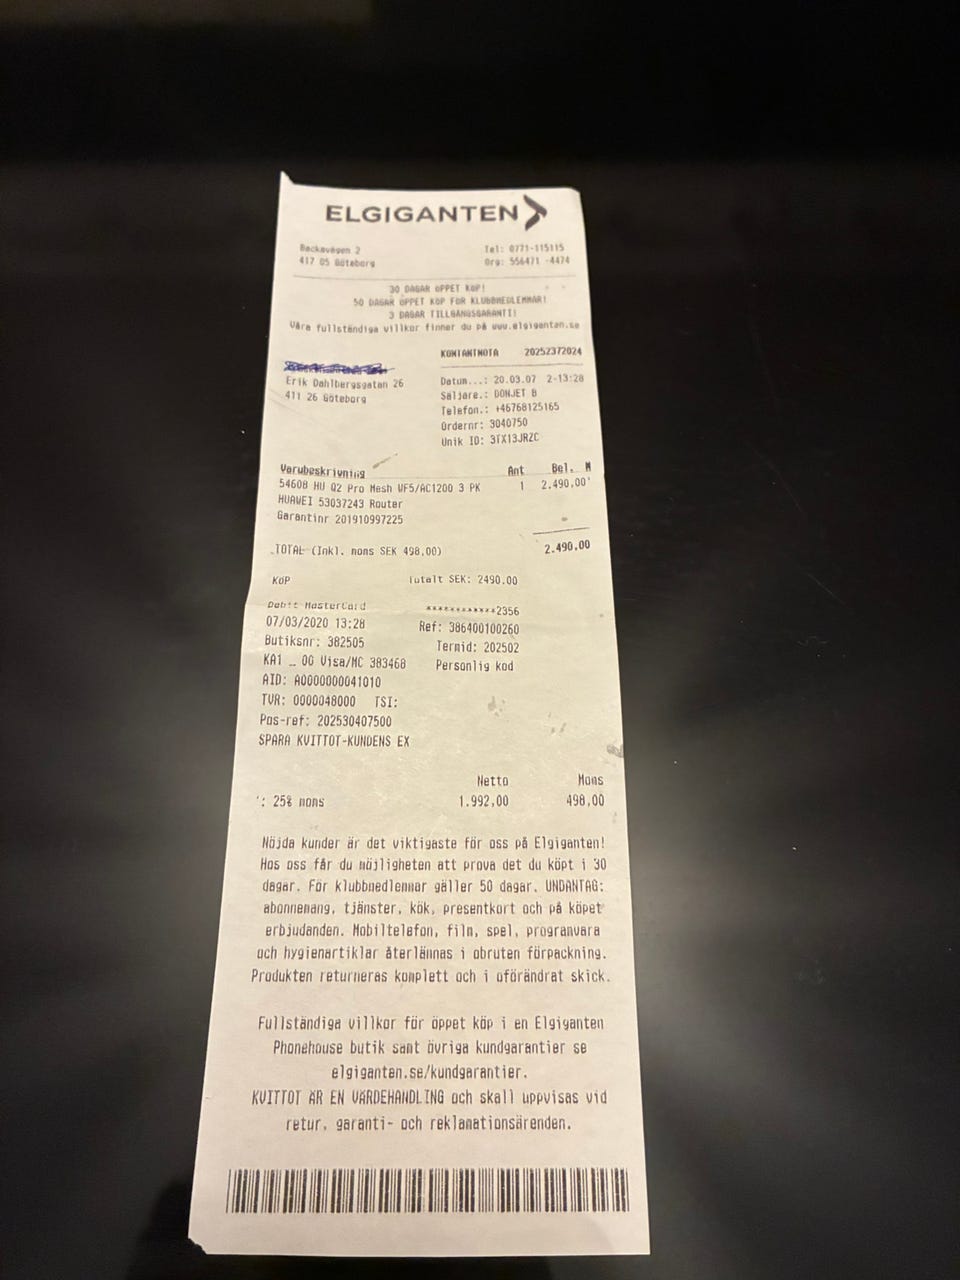 ELGIGANTEN
Backavägen 2 Tel: 0771-115115
417 05 Göteborg Org: 556471 -4474
30 DAGAR ÖPPET KÖP!
50 DAGAR ÖPPET KÖP FÖR KLUBBMEDLEMMAR!
3 DAGAR TILLGÅNGSGARANTI!
Våra fullständiga villkor finner du på www.elgiganten.se
KONTANTNOTA 20252372024
Erik Dahlbergsgatan 26
411 26 Göteborg
Datum...: 20.03.07 2-13:28
Säljare.: DONJET B
Telefon.: +46768125165
Ordernr: 3040750
Unik ID: 3TX13JRZC
Varubeskrivning Ant Bel. M
54608 HU Q2 Pro Mesh WF5/AC1200 3 PK 1 2.490,00
HUAWEI 53037243 Router
Garantinr 201910997225
TOTAL (Inkl. moms SEK 498,00) 2.490,00
KÖP Totalt SEK: 2490.00
Debit MasterCard ************2356
07/03/2020 13:28 Ref: 386400100260
Butiksnr: 382505 Termid: 202502
KA1 _ 00 Visa/MC 383468 Personlig kod
AID: A0000000041010
TVR: 0000048000 TSI:
Pos-ref: 202530407500
SPARA KVITTOT-KUNDENS EX
Netto Moms
: 25% moms 1.992,00 498,00
Nöjda kunder är det viktigaste för oss på Elgiganten!
Hos oss får du möjligheten att prova det du köpt i 30
dagar. För klubbmedlemmar gäller 50 dagar. UNDANTAG:
abonnemang, tjänster, kök, presentkort och på köpet
erbjudanden. Mobiltelefon, film, spel, programvara
och hygienartiklar återlämnas i obruten förpackning.
Produkten returneras komplett och i oförändrat skick.
Fullständiga villkor för öppet köp i en Elgiganten
Phonehouse butik samt övriga kundgarantier se
elgiganten.se/kundgarantier.
KVITTOT ÄR EN VÄRDEHANDLING och skall uppvisas vid
retur, garanti- och reklamationsärenden.